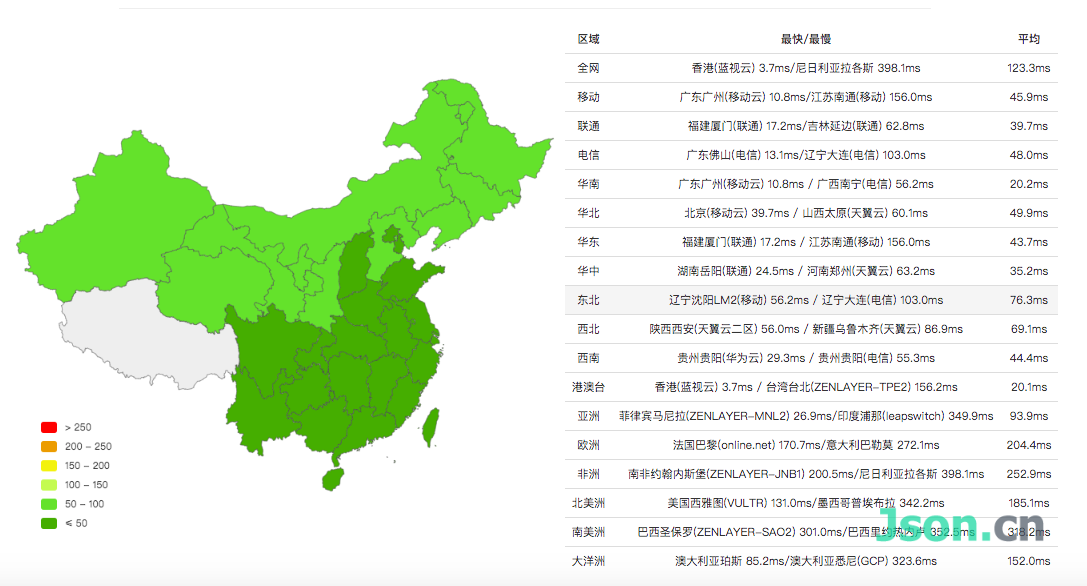 区域 最快/最慢 平均
全网 香港(蓝视云) 3.7ms/尼日利亚拉各斯 398.1ms 123.3ms
移动 广东广州(移动云) 10.8ms/江苏南通(移动) 156.0ms 45.9ms
联通 福建厦门(联通) 17.2ms/吉林延边(联通) 62.8ms 39.7ms
电信 广东佛山(电信) 13.1ms/辽宁大连(电信) 103.0ms 48.0ms
华南 广东广州(移动云) 10.8ms / 广西南宁(电信) 56.2ms 20.2ms
华北 北京(移动云) 39.7ms / 山西太原(天翼云) 60.1ms 49.9ms
华东 福建厦门(联通) 17.2ms / 江苏南通(移动) 156.0ms 43.7ms
华中 湖南岳阳(联通) 24.5ms / 河南郑州(天翼云) 63.2ms 35.2ms
东北 辽宁沈阳LM2(移动) 56.2ms / 辽宁大连(电信) 103.0ms 76.3ms
西北 陕西西安(天翼云二区) 56.0ms / 新疆乌鲁木齐(天翼云) 86.9ms 69.1ms
西南 贵州贵阳(华为云) 29.3ms / 贵州贵阳(电信) 55.3ms 44.4ms
港澳台 香港(蓝视云) 3.7ms / 台湾台北(ZENLAYER-TPE2) 156.2ms 20.1ms
亚洲 菲律宾马尼拉(ZENLAYER-MNL2) 26.9ms/印度浦那(leapswitch) 349.9ms 93.9ms
欧洲 法国巴黎(online.net) 170.7ms/意大利巴勒莫 272.1ms 204.4ms
非洲 南非约翰内斯堡(ZENLAYER-JNB1) 200.5ms/尼日利亚拉各斯 398.1ms 252.9ms
北美洲 美国西雅图(VULTR) 131.0ms/墨西哥普埃布拉 342.2ms 185.1ms
南美洲 巴西圣保罗(ZENLAYER-SAO2) 301.0ms/巴西里约热内卢 352.5ms 318.2ms
大洋洲 澳大利亚珀斯 85.2ms/澳大利亚悉尼(GCP) 323.6ms 152.0ms
> 250
200 - 250
150 - 200
100 - 150
50 - 100
≤ 50
Json.cn